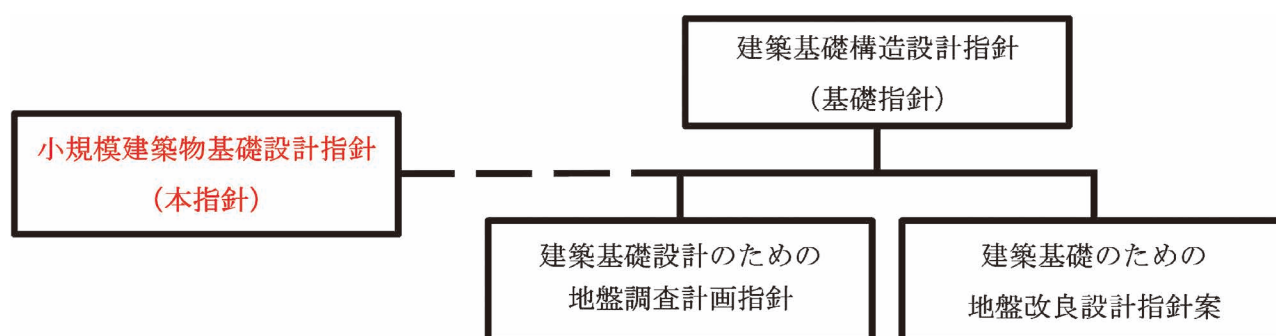 建築基礎構造設計指針
（基礎指針）
小規模建築物基礎設計指針
（本指針）
建築基礎設計のための
地盤調査計画指針
建築基礎のための
地盤改良設計指針案